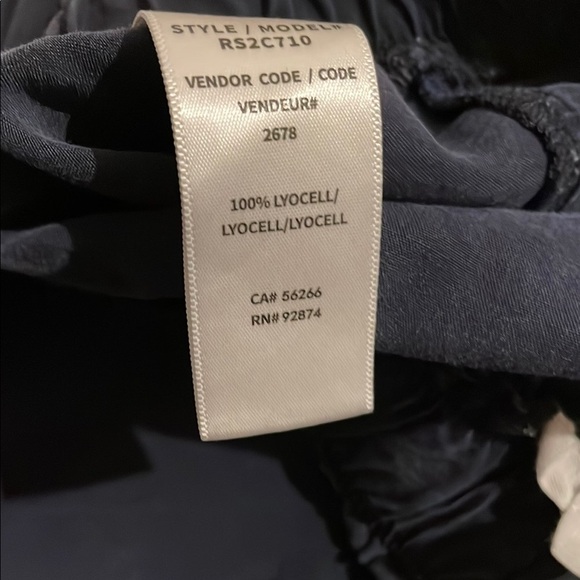 STYLE / MODEL#
RS2C710
VENDOR CODE / CODE
VENDEUR#
2678
100% LYOCELL/
LYOCELL/LYOCELL
CA# 56266
RN# 92874